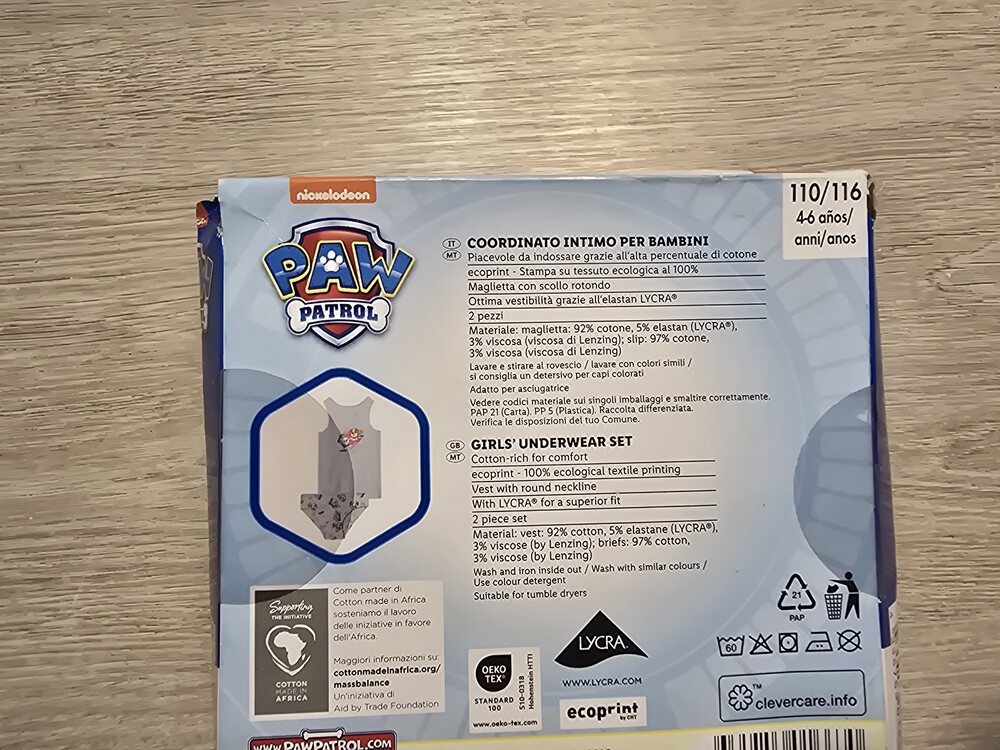 nickelodeon
110/116
4-6 años/
anni/anos
PAW
PATROL
IT MT COORDINATO INTIMO PER BAMBINI
Piacevole da indossare grazie all'alta percentuale di cotone
ecoprint - Stampa su tessuto ecologica al 100%
Maglietta con scollo rotondo
Ottima vestibilità grazie all'elastan LYCRA®
2 pezzi
Materiale: maglietta: 92% cotone, 5% elastan (LYCRA®),
3% viscosa (viscosa di Lenzing); slip: 97% cotone,
3% viscosa (viscosa di Lenzing)
Lavare e stirare al rovescio / lavare con colori simili /
si consiglia un detersivo per capi colorati
Adatto per asciugatrice
Vedere codici materiale sui singoli imballaggi e smaltire correttamente.
PAP 21 (Carta). PP 5 (Plastica). Raccolta differenziata.
Verifica le disposizioni del tuo Comune.
GB MT GIRLS' UNDERWEAR SET
Cotton-rich for comfort
ecoprint - 100% ecological textile printing
Vest with round neckline
With LYCRA® for a superior fit
2 piece set
Material: vest: 92% cotton, 5% elastane (LYCRA®),
3% viscose (by Lenzing); briefs: 97% cotton,
3% viscose (by Lenzing)
Wash and iron inside out / Wash with similar colours /
Use colour detergent
Suitable for tumble dryers
Supporting
THE INITIATIVE
COTTON
MADE IN
AFRICA
Come partner di
Cotton made in Africa
sosteniamo il lavoro
delle iniziative in favore
dell'Africa.
Maggiori informazioni su:
cottonmadeinafrica.org/
massbalance
Un'iniziativa di
Aid by Trade Foundation
OEKO
TEX®
STANDARD
100
S10-0318
Hohenstein HTTI
www.oeko-tex.com
LYCRA®
WWW.LYCRA.COM
ecoprint
by CHT
21
PAP
60
clevercare.info
™
WWW.PAWPATROL.COM